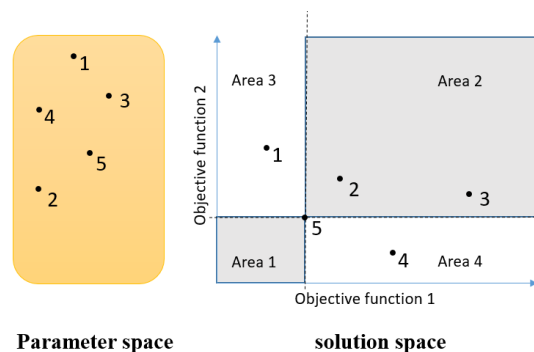 1
3
4
5
2
Objective function 2
Area 3
Area 2
1
2
3
5
4
Area 1
Area 4
Objective function 1
Parameter space
solution space